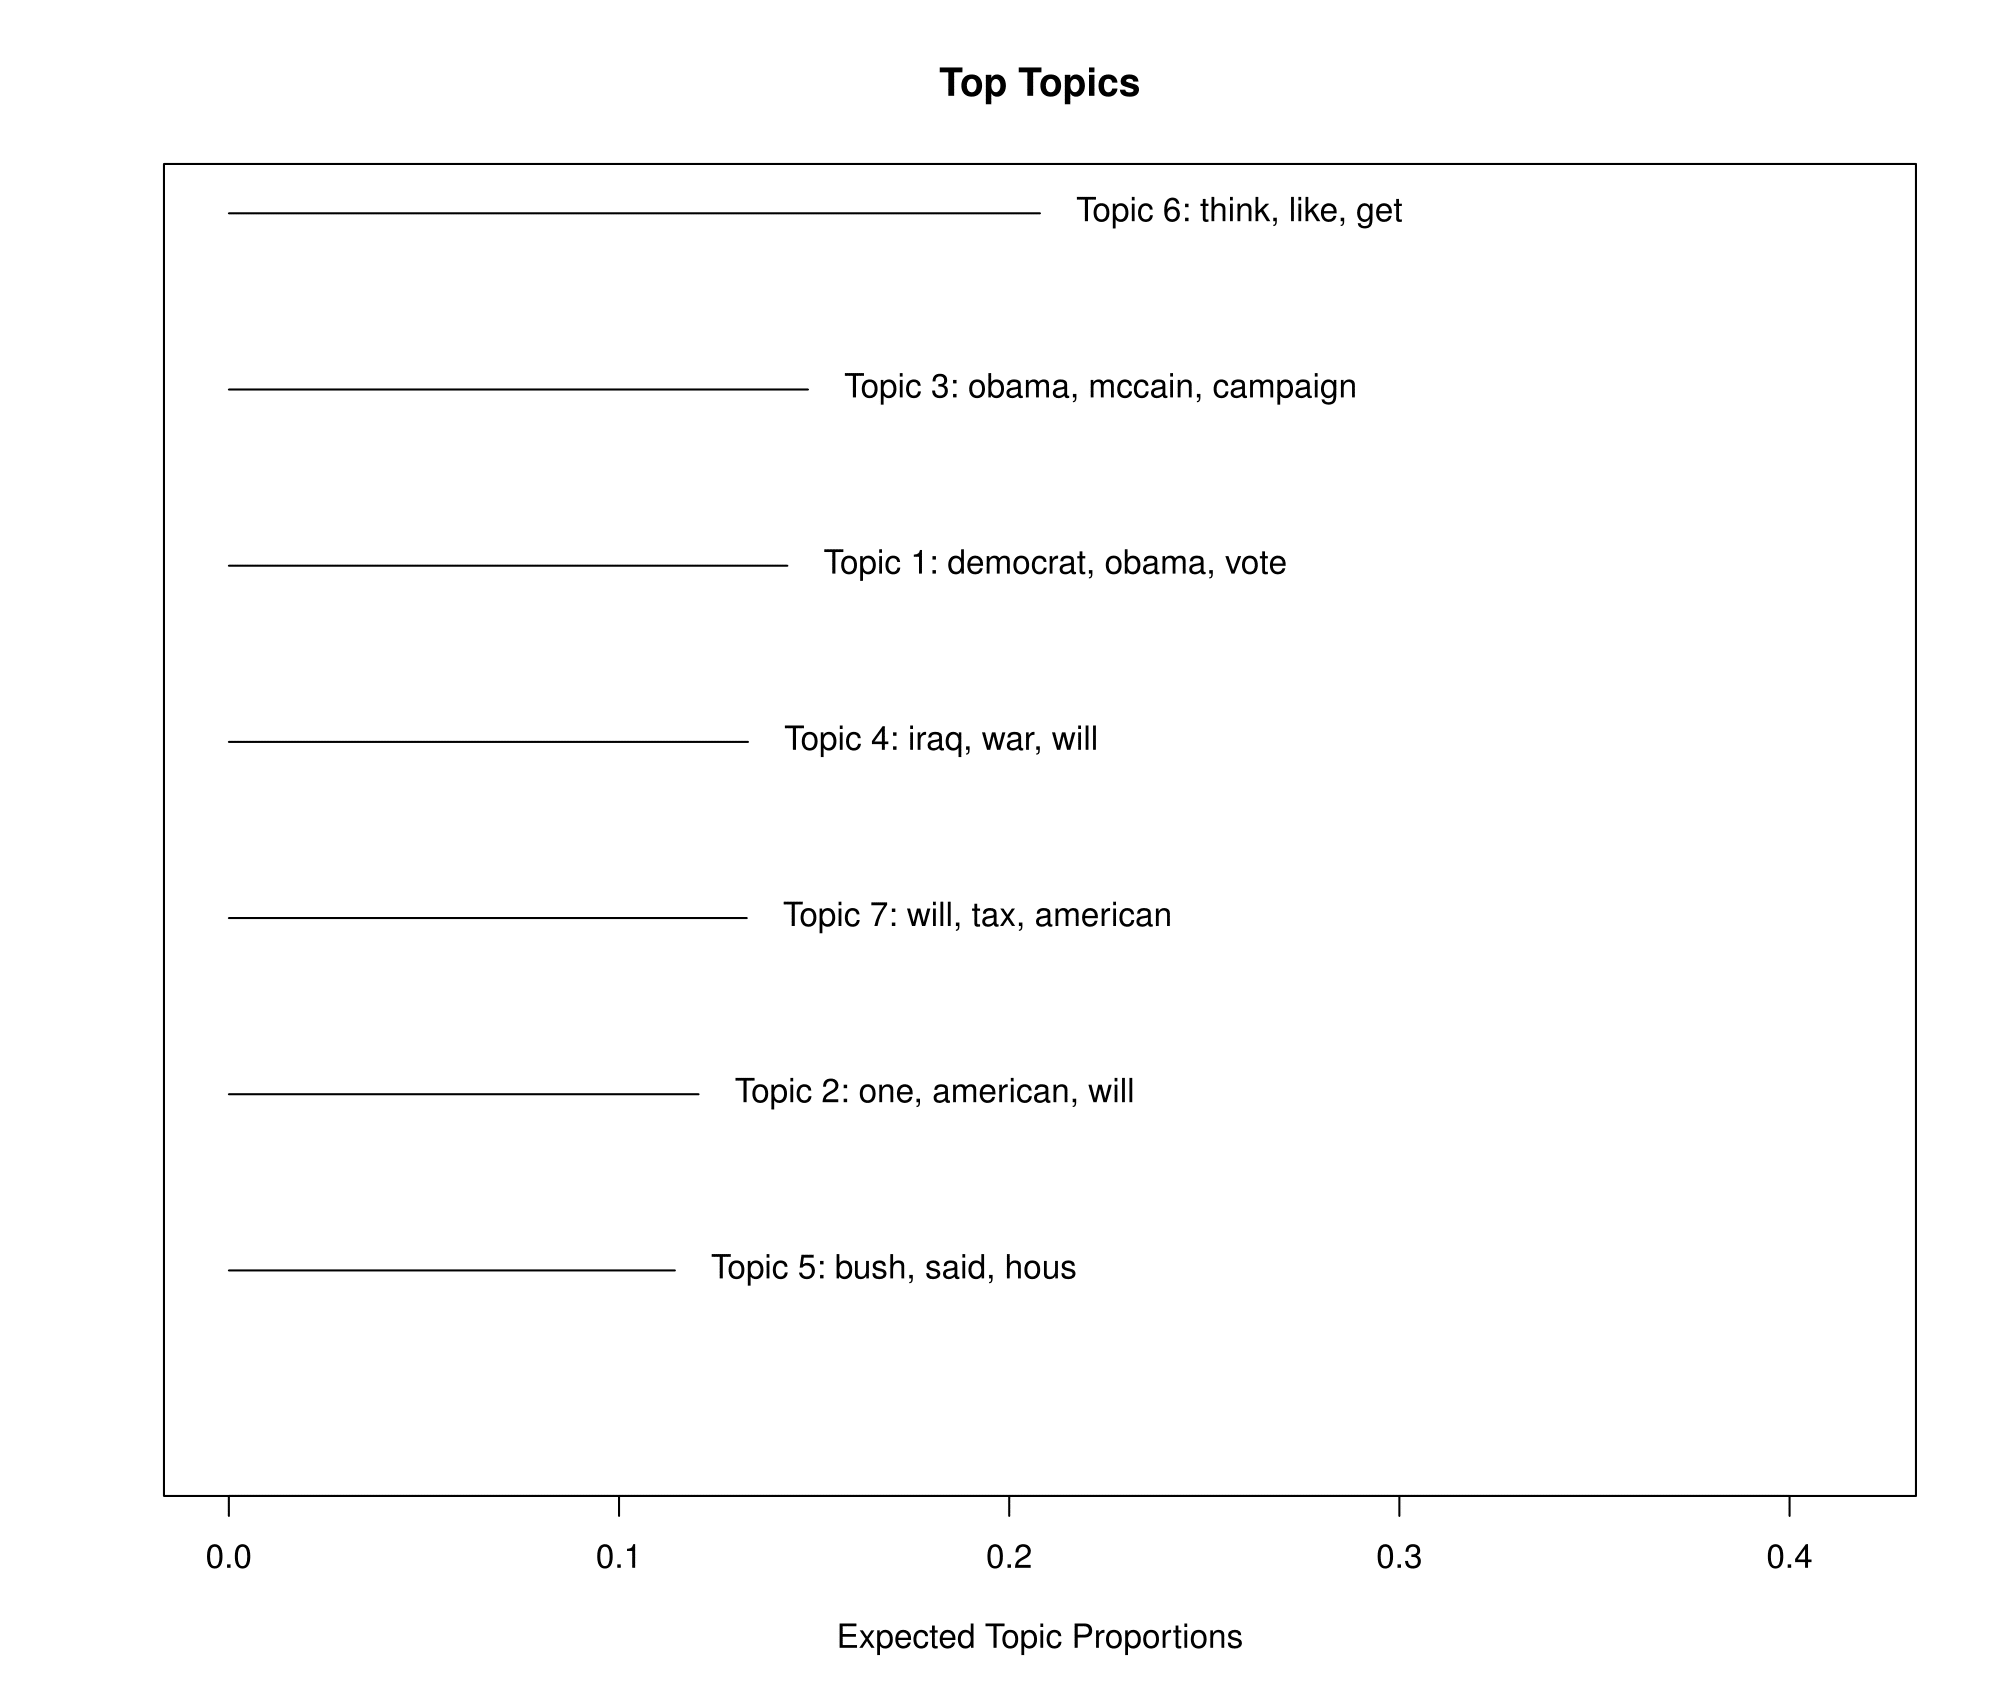 Top Topics
Topic 6: think, like, get
Topic 3: obama, mccain, campaign
Topic 1: democrat, obama, vote
Topic 4: iraq, war, will
Topic 7: will, tax, american
Topic 2: one, american, will
Topic 5: bush, said, hous
0.0 0.1 0.2 0.3 0.4
Expected Topic Proportions